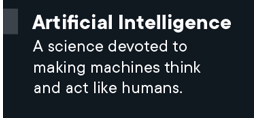 Artificial Intelligence
A science devoted to
making machines think
and act like humans.